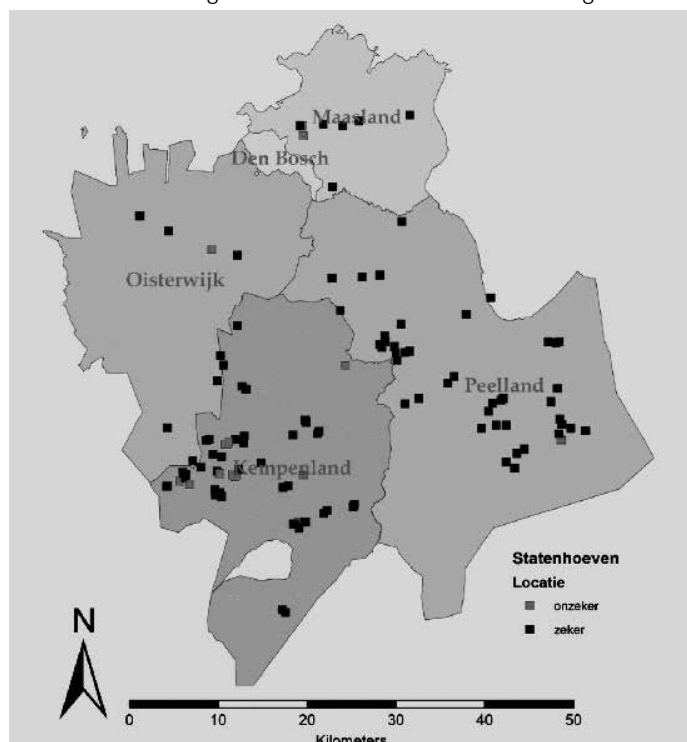 Maasland
Den Bosch
Oisterwijk
Peelland
Kempenland
Statenhoeven
Locatie
onzeker
zeker
N
0 10 20 30 40 50
Kilometers